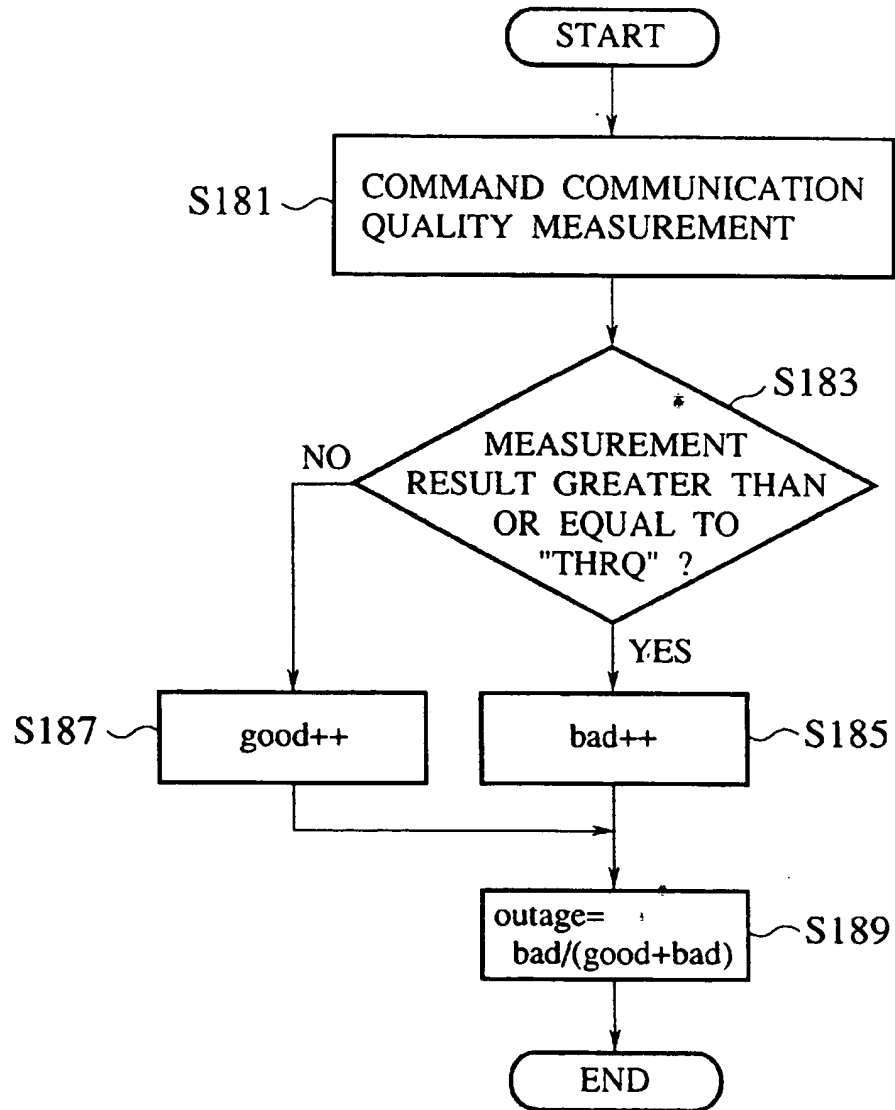 START
S181
COMMAND COMMUNICATION
QUALITY MEASUREMENT
S183
MEASUREMENT
RESULT GREATER THAN
OR EQUAL TO
"THRQ" ?
NO
YES
S187
good++
bad++
S185
outage=
bad/(good+bad)
S189
END